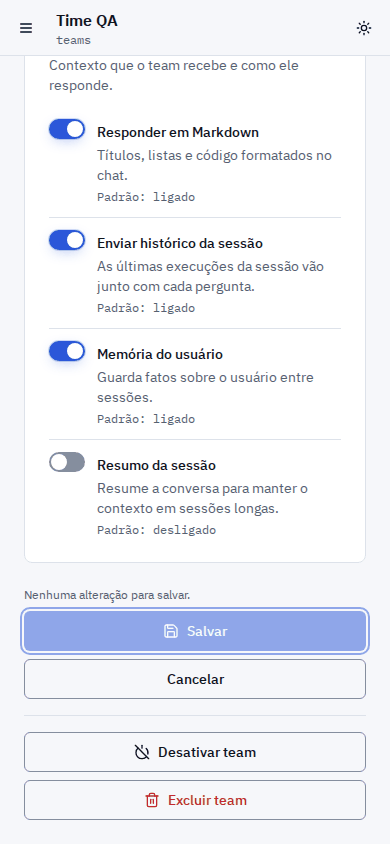 Time QA
teams
Contexto que o team recebe e como ele
responde.
Responder em Markdown
Títulos, listas e código formatados no
chat.
Padrão: ligado
Enviar histórico da sessão
As últimas execuções da sessão vão
junto com cada pergunta.
Padrão: ligado
Memória do usuário
Guarda fatos sobre o usuário entre
sessões.
Padrão: ligado
Resumo da sessão
Resume a conversa para manter o
contexto em sessões longas.
Padrão: desligado
Nenhuma alteração para salvar.
Salvar
Cancelar
Desativar team
Excluir team